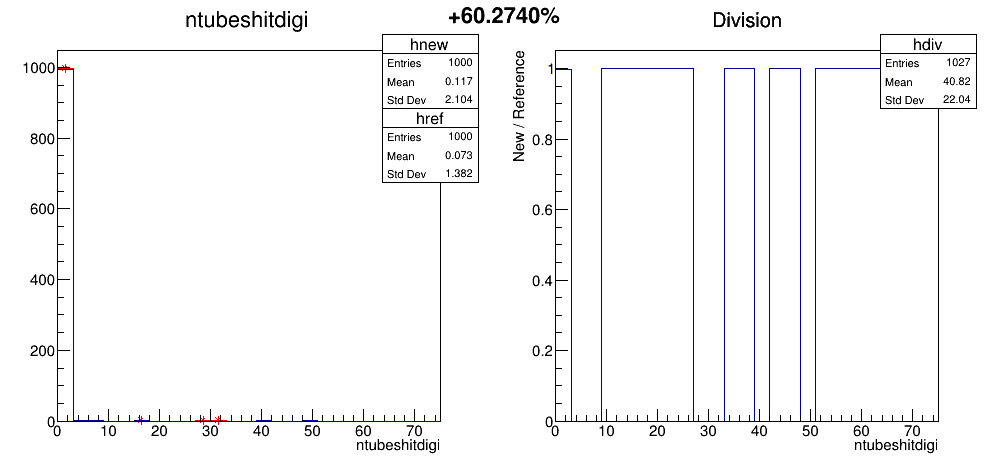 +60.2740%
ntubeshitdigi
hnew
Entries 1000
Mean 0.117
Std Dev 2.104
href
Entries 1000
Mean 0.073
Std Dev 1.382
1000
800
600
400
200
0
0 10 20 30 40 50 60 70
ntubeshitdigi
Division
hdiv
Entries 1027
Mean 40.82
Std Dev 22.04
New / Reference
1
0.8
0.6
0.4
0.2
0
0 10 20 30 40 50 60 70
ntubeshitdigi